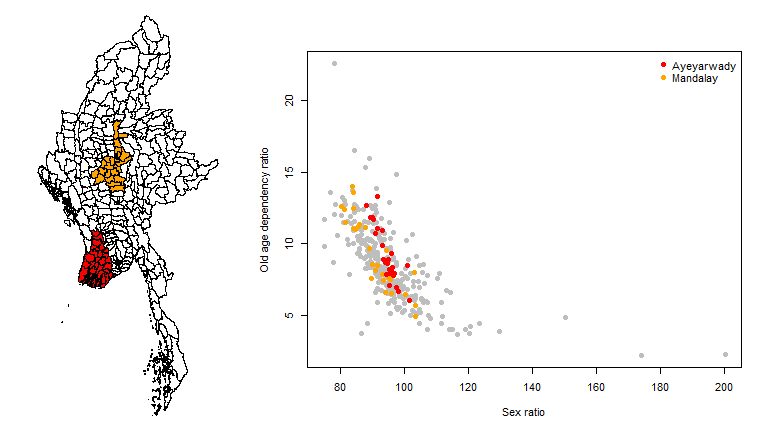 Ayeyarwady
Mandalay
Old age dependency ratio
20
15
10
5
80 100 120 140 160 180 200
Sex ratio